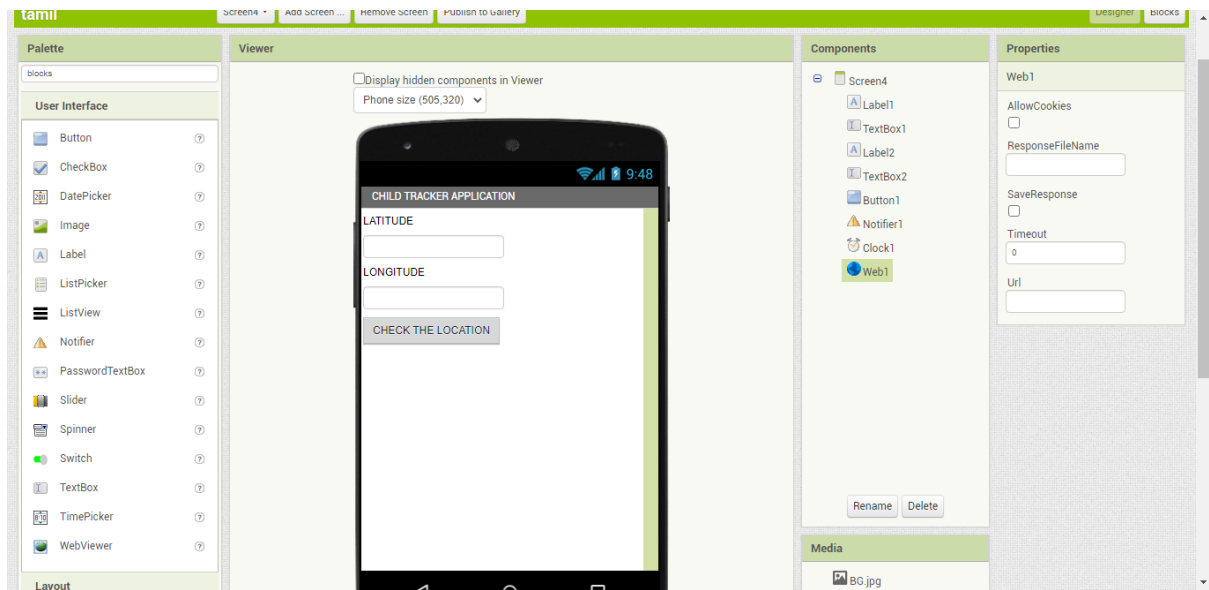 tamil
Screen4
Add Screen ...
Remove Screen
Publish to Gallery
Designer
Blocks
Palette
blocks
User Interface
Button
CheckBox
DatePicker
Image
Label
ListPicker
ListView
Notifier
PasswordTextBox
Slider
Spinner
Switch
TextBox
TimePicker
WebViewer
Layout
Viewer
Display hidden components in Viewer
Phone size (505,320)
9:48
CHILD TRACKER APPLICATION
LATITUDE
LONGITUDE
CHECK THE LOCATION
Components
Screen4
Label1
TextBox1
Label2
TextBox2
Button1
Notifier1
Clock1
Web1
Rename
Delete
Media
BG.jpg
Properties
Web1
AllowCookies
ResponseFileName
SaveResponse
Timeout
0
Url